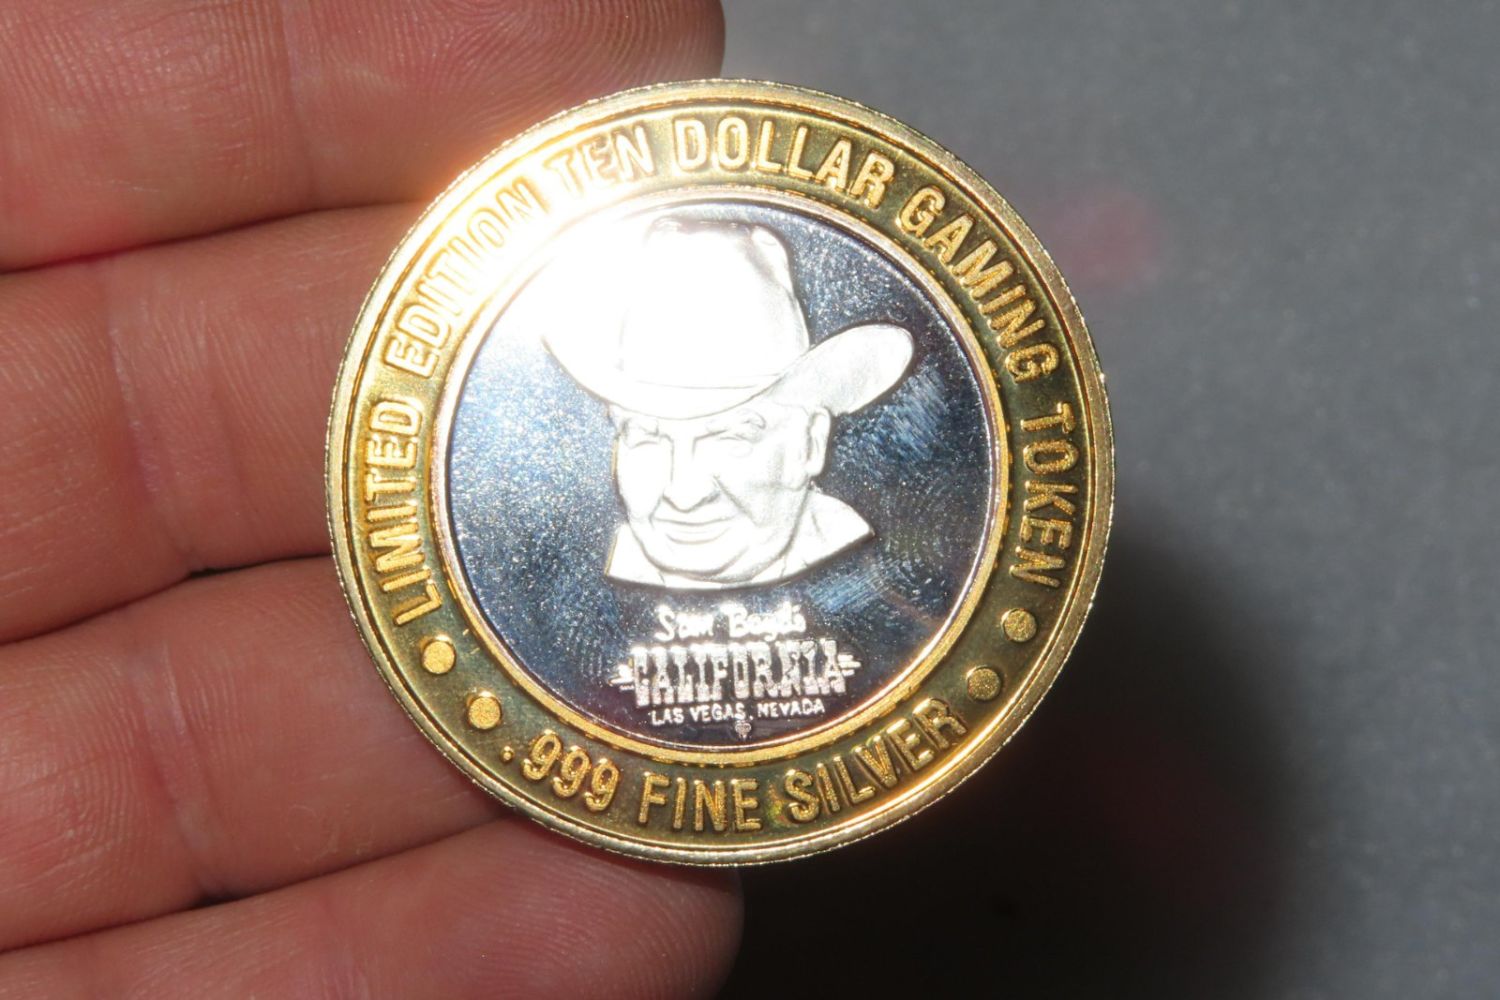 LIMITED EDITION TEN DOLLAR GAMING TOKEN
Sam Boyd's
CALIFORNIA
LAS VEGAS, NEVADA
.999 FINE SILVER